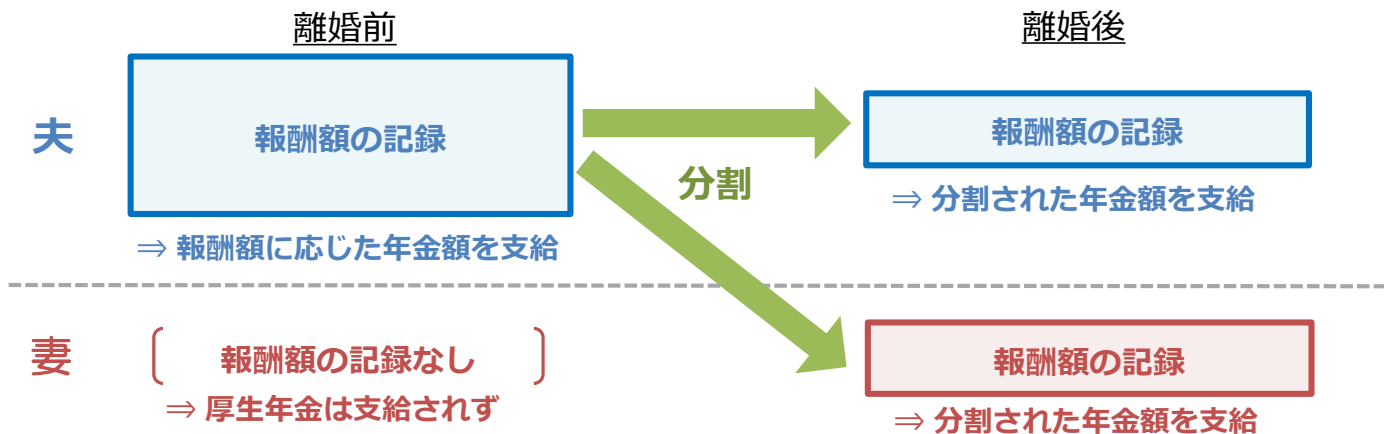 離婚前
離婚後
夫
報酬額の記録
⇒ 報酬額に応じた年金額を支給
分割
報酬額の記録
⇒ 分割された年金額を支給
妻
報酬額の記録なし
⇒ 厚生年金は支給されず
報酬額の記録
⇒ 分割された年金額を支給